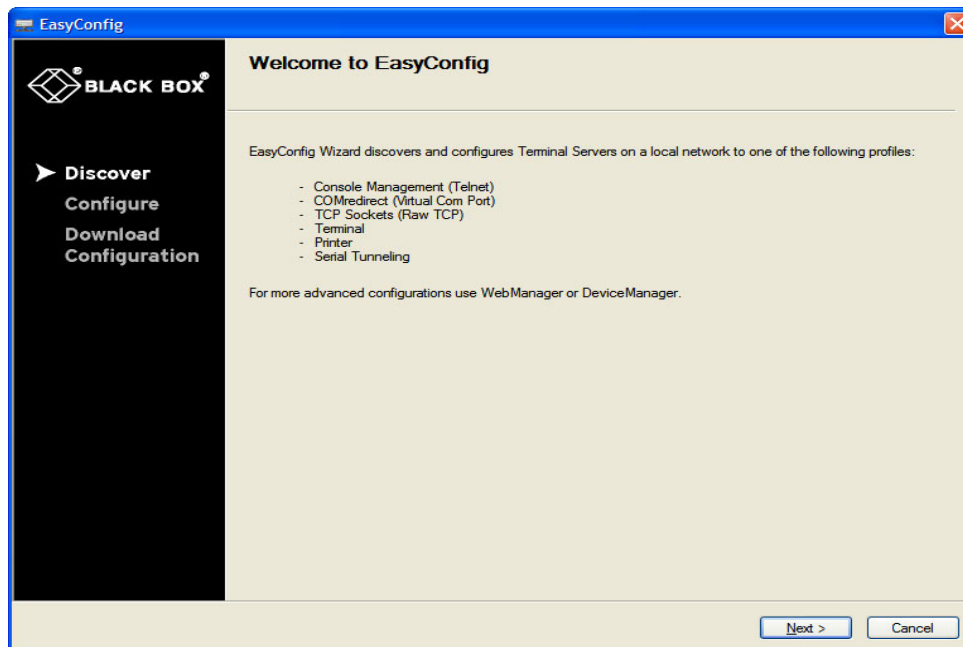 EasyConfig
BLACK BOX®
Discover
Configure
Download
Configuration
Welcome to EasyConfig
EasyConfig Wizard discovers and configures Terminal Servers on a local network to one of the following profiles:
- Console Management (Telnet)
- COMredirect (Virtual Com Port)
- TCP Sockets (Raw TCP)
- Terminal
- Printer
- Serial Tunneling
For more advanced configurations use WebManager or DeviceManager.
Next >
Cancel